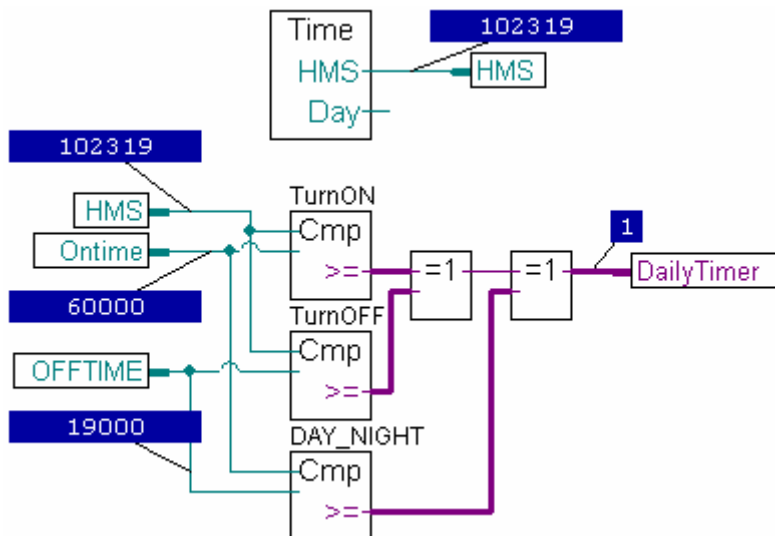 Time
102319
HMS
HMS
Day
102319
HMS
Ontime
60000
TurnON
Cmp
>=
=1
=1
1
DailyTimer
TurnOFF
Cmp
>=
OFFTIME
19000
DAY_NIGHT
Cmp
>=